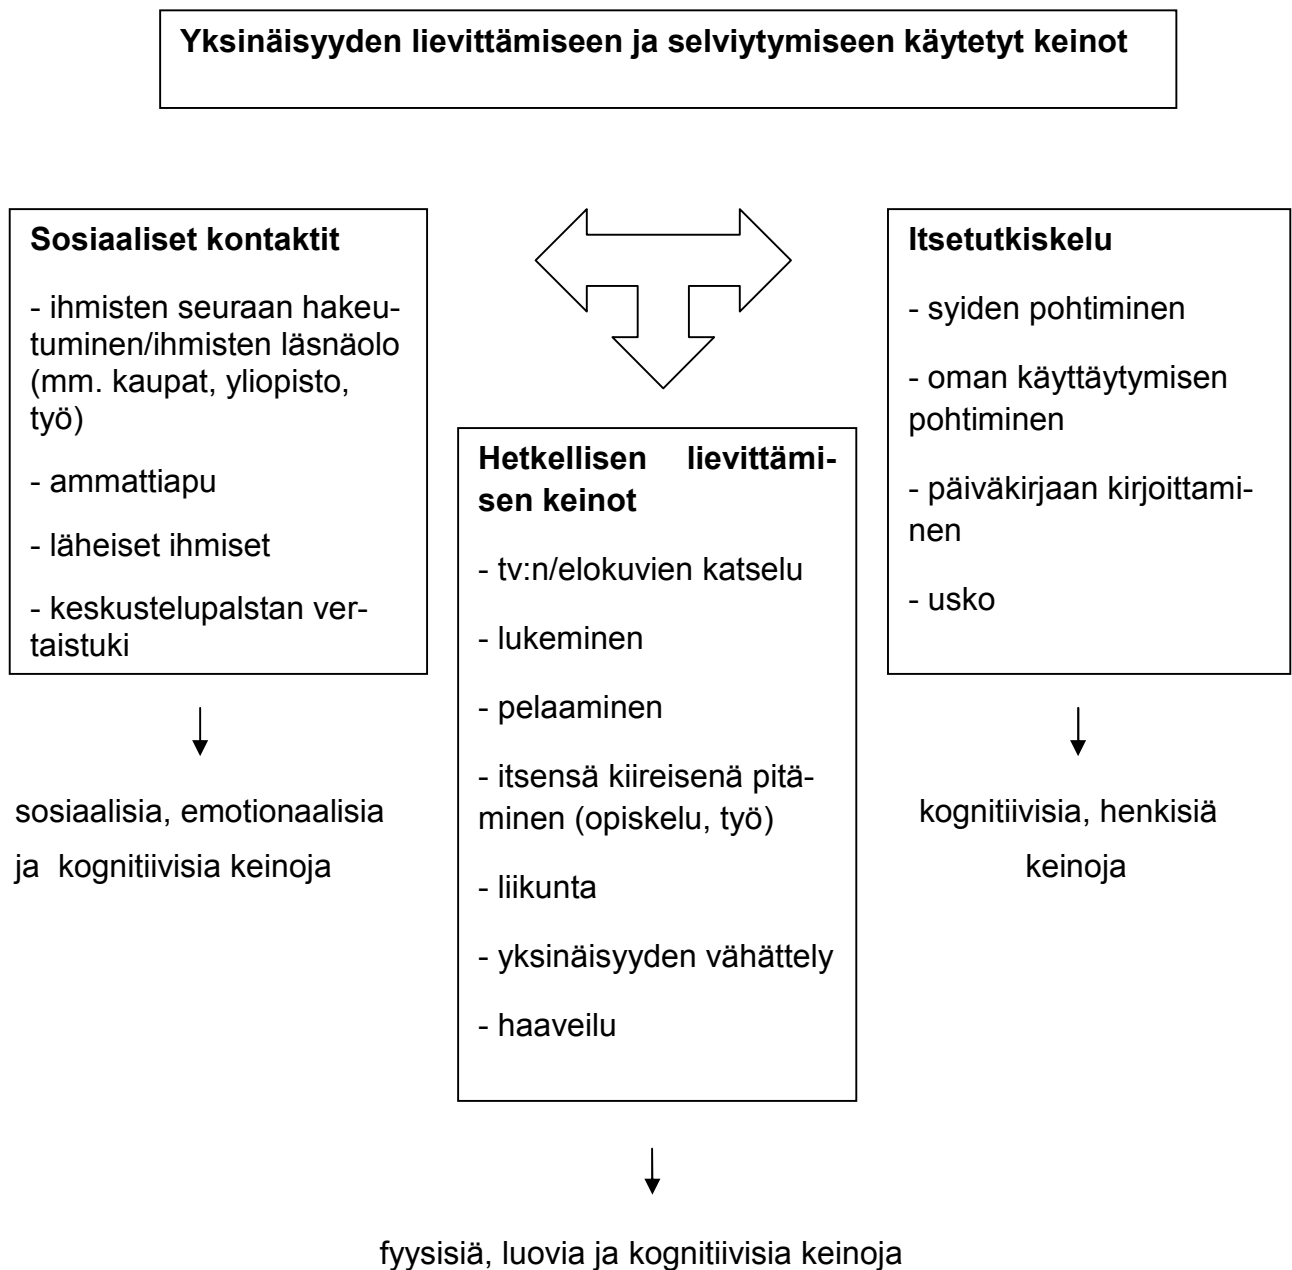 Yksinäisyyden lievittämiseen ja selviytymiseen käytetyt keinot
Sosiaaliset kontaktit
- ihmisten seuraan hakeu-
tuminen/ihmisten läsnäolo
(mm. kaupat, yliopisto,
työ)
- ammattiapu
- läheiset ihmiset
- keskustelupalstan ver-
taistuki
sosiaalisia, emotionaalisia
ja kognitiivisia keinoja
Hetkellisen lievittämi-
sen keinot
- tv:n/elokuvien katselu
- lukeminen
- pelaaminen
- itsensä kiireisenä pitä-
minen (opiskelu, työ)
- liikunta
- yksinäisyyden vähättely
- haaveilu
fyysisiä, luovia ja kognitiivisia keinoja
Itsetutkiskelu
- syiden pohtiminen
- oman käyttäytymisen
pohtiminen
- päiväkirjaan kirjoittami-
nen
- usko
kognitiivisia, henkisiä
keinoja